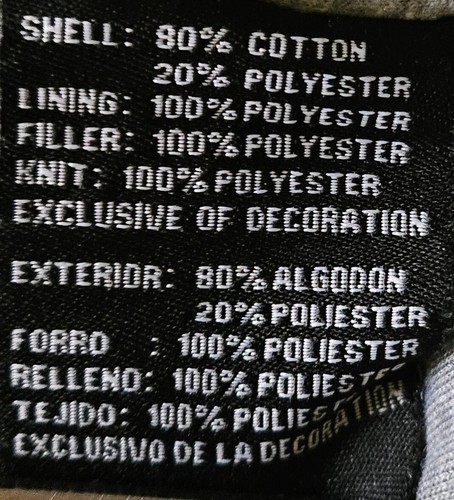 SHELL: 80% COTTON
20% POLYESTER
LINING: 100% POLYESTER
FILLER: 100% POLYESTER
KNIT: 100% POLYESTER
EXCLUSIVE OF DECORATION
EXTERIOR: 80% ALGODON
20% POLIESTER
FORRO : 100% POLIESTER
RELLENO: 100% POLIESTER
TEJIDO: 100% POLIESTER
EXCLUSIVO DE LA DECORATION